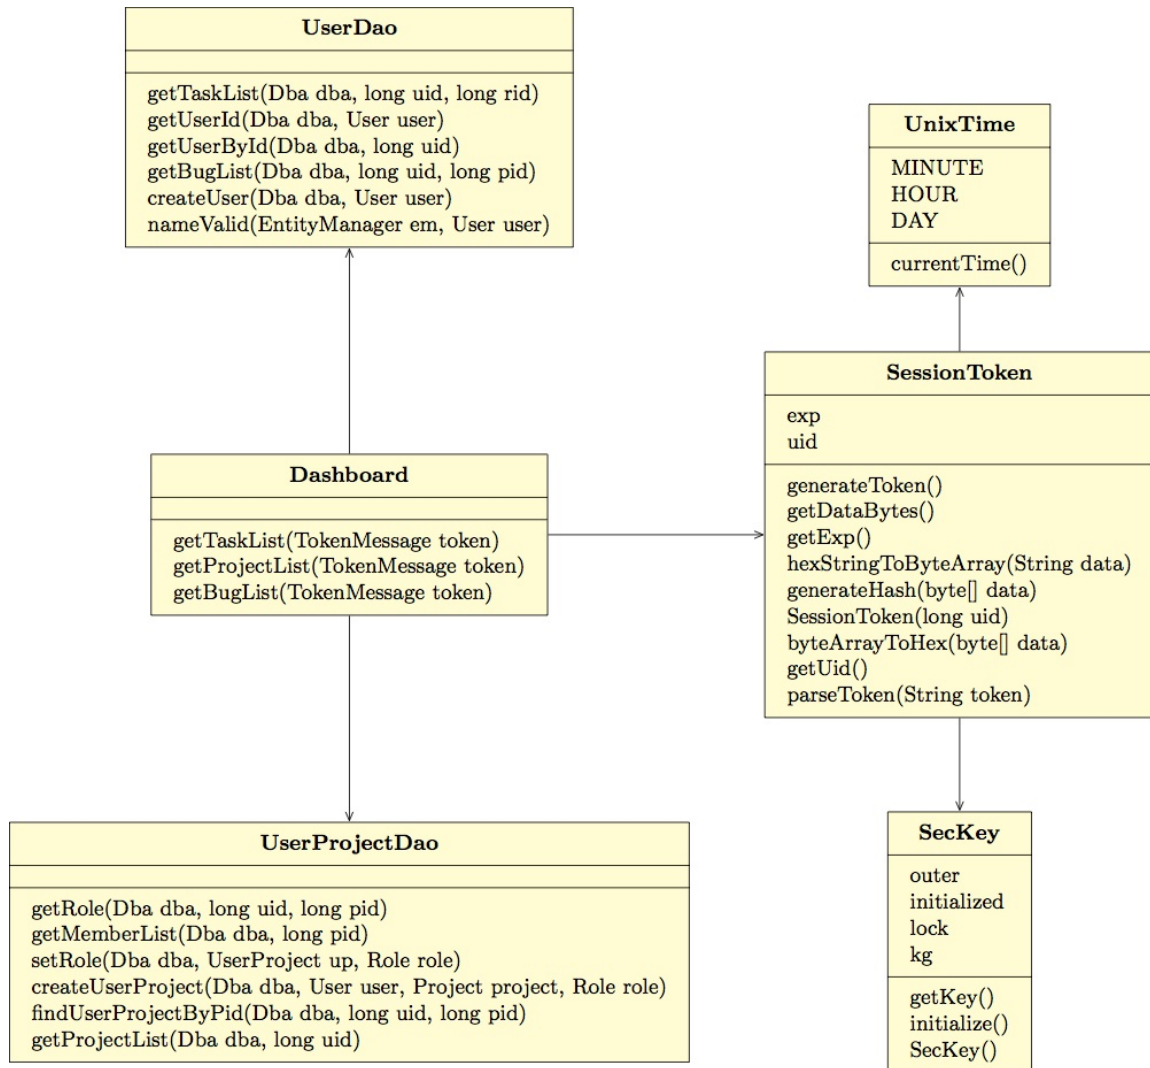 UserDao
getTaskList(Dba dba, long uid, long rid)
getUserId(Dba dba, User user)
getUserById(Dba dba, long uid)
getBugList(Dba dba, long uid, long pid)
createUser(Dba dba, User user)
nameValid(EntityManager em, User user)
UnixTime
MINUTE
HOUR
DAY
currentTime()
SessionToken
exp
uid
generateToken()
getDataBytes()
getExp()
hexStringToByteArray(String data)
generateHash(byte[] data)
SessionToken(long uid)
byteArrayToHex(byte[] data)
getUid()
parseToken(String token)
Dashboard
getTaskList(TokenMessage token)
getProjectList(TokenMessage token)
getBugList(TokenMessage token)
UserProjectDao
getRole(Dba dba, long uid, long pid)
getMemberList(Dba dba, long pid)
setRole(Dba dba, UserProject up, Role role)
createUserProject(Dba dba, User user, Project project, Role role)
findUserProjectByPid(Dba dba, long uid, long pid)
getProjectList(Dba dba, long uid)
SecKey
outer
initialized
lock
kg
getKey()
initialize()
SecKey()